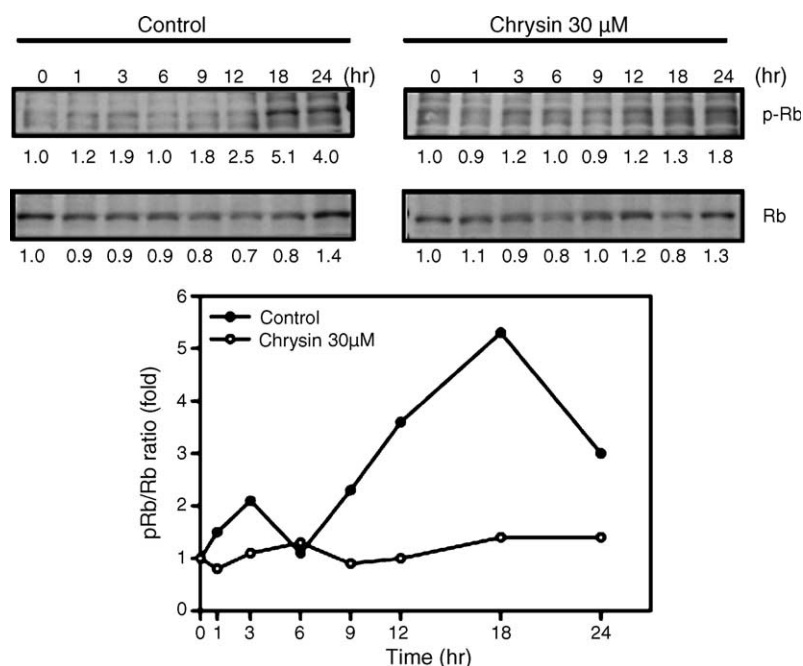 Control Chrysin 30 µM
0 1 3 6 9 12 18 24 (hr) 0 1 3 6 9 12 18 24 (hr)
p-Rb
1.0 1.2 1.9 1.0 1.8 2.5 5.1 4.0 1.0 0.9 1.2 1.0 0.9 1.2 1.3 1.8
Rb
1.0 0.9 0.9 0.9 0.8 0.7 0.8 1.4 1.0 1.1 0.9 0.8 1.0 1.2 0.8 1.3
6
Control
Chrysin 30µM
5
4
3
2
1
0
pRb/Rb ratio (fold)
0 1 3 6 9 12 18 24
Time (hr)